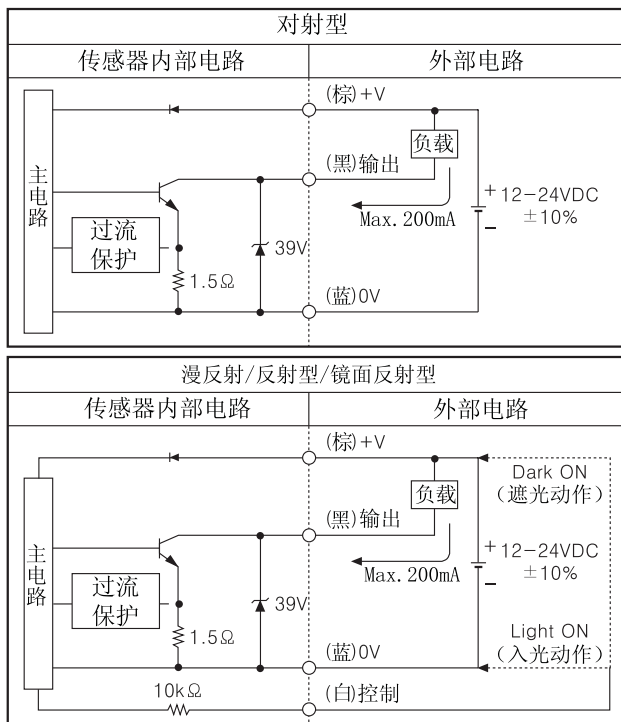 对射型
传感器内部电路
外部电路
(棕)+V
负载
(黑)输出
主电路
Max.200mA
+
12-24VDC
±10%
−
过流
保护
39V
1.5Ω
(蓝)0V
漫反射/反射型/镜面反射型
传感器内部电路
外部电路
(棕)+V
Dark ON
(遮光动作)
负载
(黑)输出
主电路
Max.200mA
+
12-24VDC
±10%
−
过流
保护
39V
1.5Ω
Light ON
(入光动作)
(蓝)0V
10kΩ
(白)控制